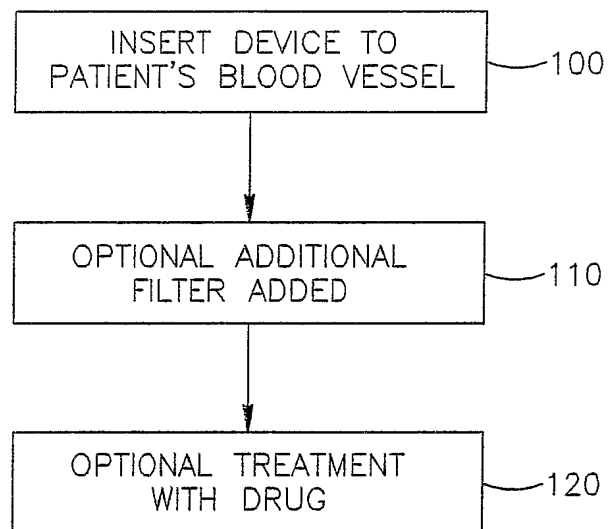 INSERT DEVICE TO
PATIENT'S BLOOD VESSEL
100
OPTIONAL ADDITIONAL
FILTER ADDED
110
OPTIONAL TREATMENT
WITH DRUG
120